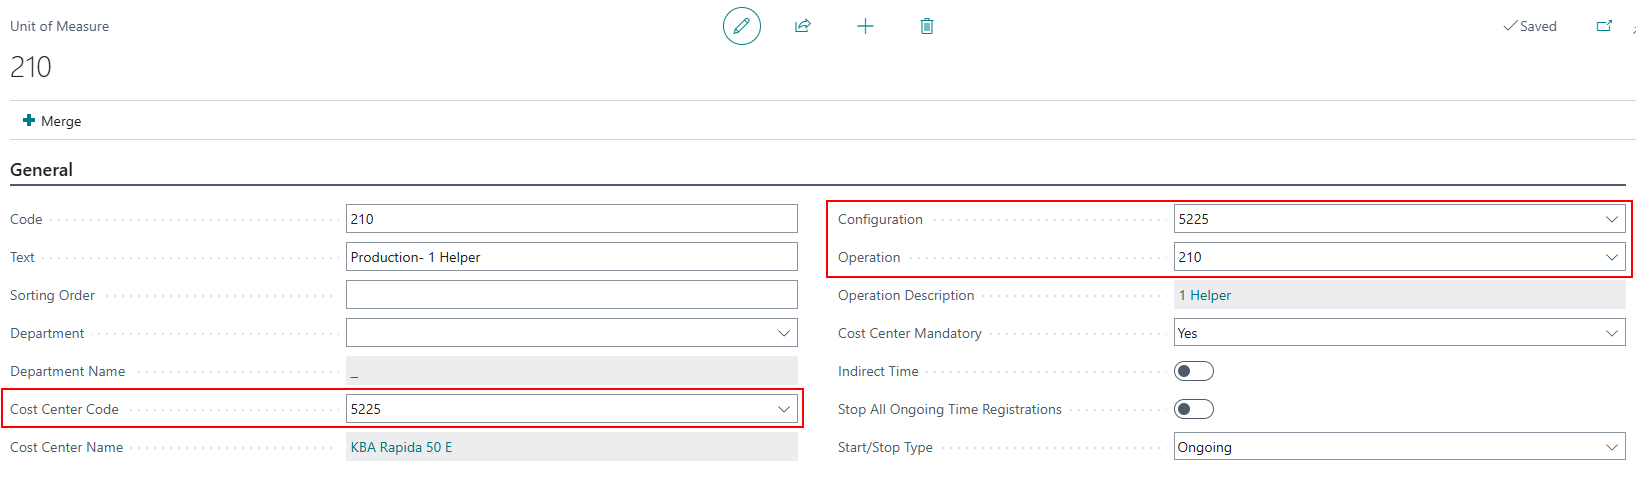 Unit of Measure
Saved
210
Merge
General
Code 210
Text Production- 1 Helper
Sorting Order
Department
Department Name _
Cost Center Code 5225
Cost Center Name KBA Rapida 50 E
Configuration 5225
Operation 210
Operation Description 1 Helper
Cost Center Mandatory Yes
Indirect Time
Stop All Ongoing Time Registrations
Start/Stop Type Ongoing